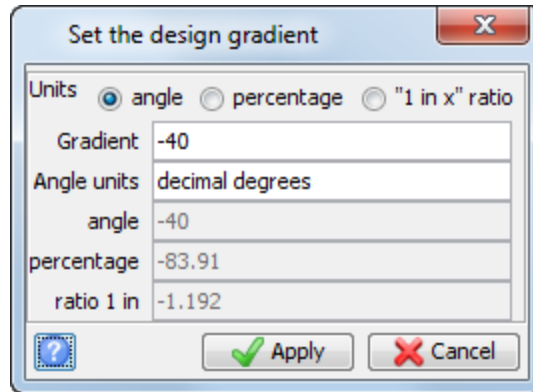 Set the design gradient
Units angle percentage "1 in x" ratio
Gradient -40
Angle units decimal degrees
angle -40
percentage -83.91
ratio 1 in -1.192
? Apply Cancel